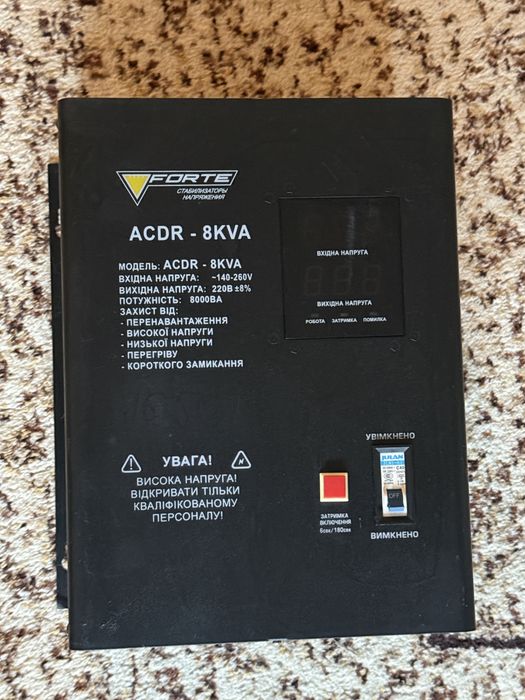 FORTE
СТАБИЛИЗАТОРЫ
НАПРЯЖЕНИЯ
ACDR - 8KVA
МОДЕЛЬ: ACDR - 8KVA
ВХІДНА НАПРУГА: ~140-260V
ВИХІДНА НАПРУГА: 220В ±8%
ПОТУЖНІСТЬ: 8000ВА
ЗАХИСТ ВІД:
- ПЕРЕНАВАНТАЖЕННЯ
- ВИСОКОЇ НАПРУГИ
- НИЗЬКОЇ НАПРУГИ
- ПЕРЕГРІВУ
- КОРОТКОГО ЗАМИКАННЯ
ВХІДНА НАПРУГА
ВИХІДНА НАПРУГА
РОБОТА ЗАТРИМКА ПОМИЛКА
УВАГА!
ВИСОКА НАПРУГА!
ВІДКРИВАТИ ТІЛЬКИ
КВАЛІФІКОВАНОМУ
ПЕРСОНАЛУ!
ЗАТРИМКА
ВКЛЮЧЕННЯ
6сек/180сек
УВІМКНЕНО
C40
OFF
ВИМКНЕНО